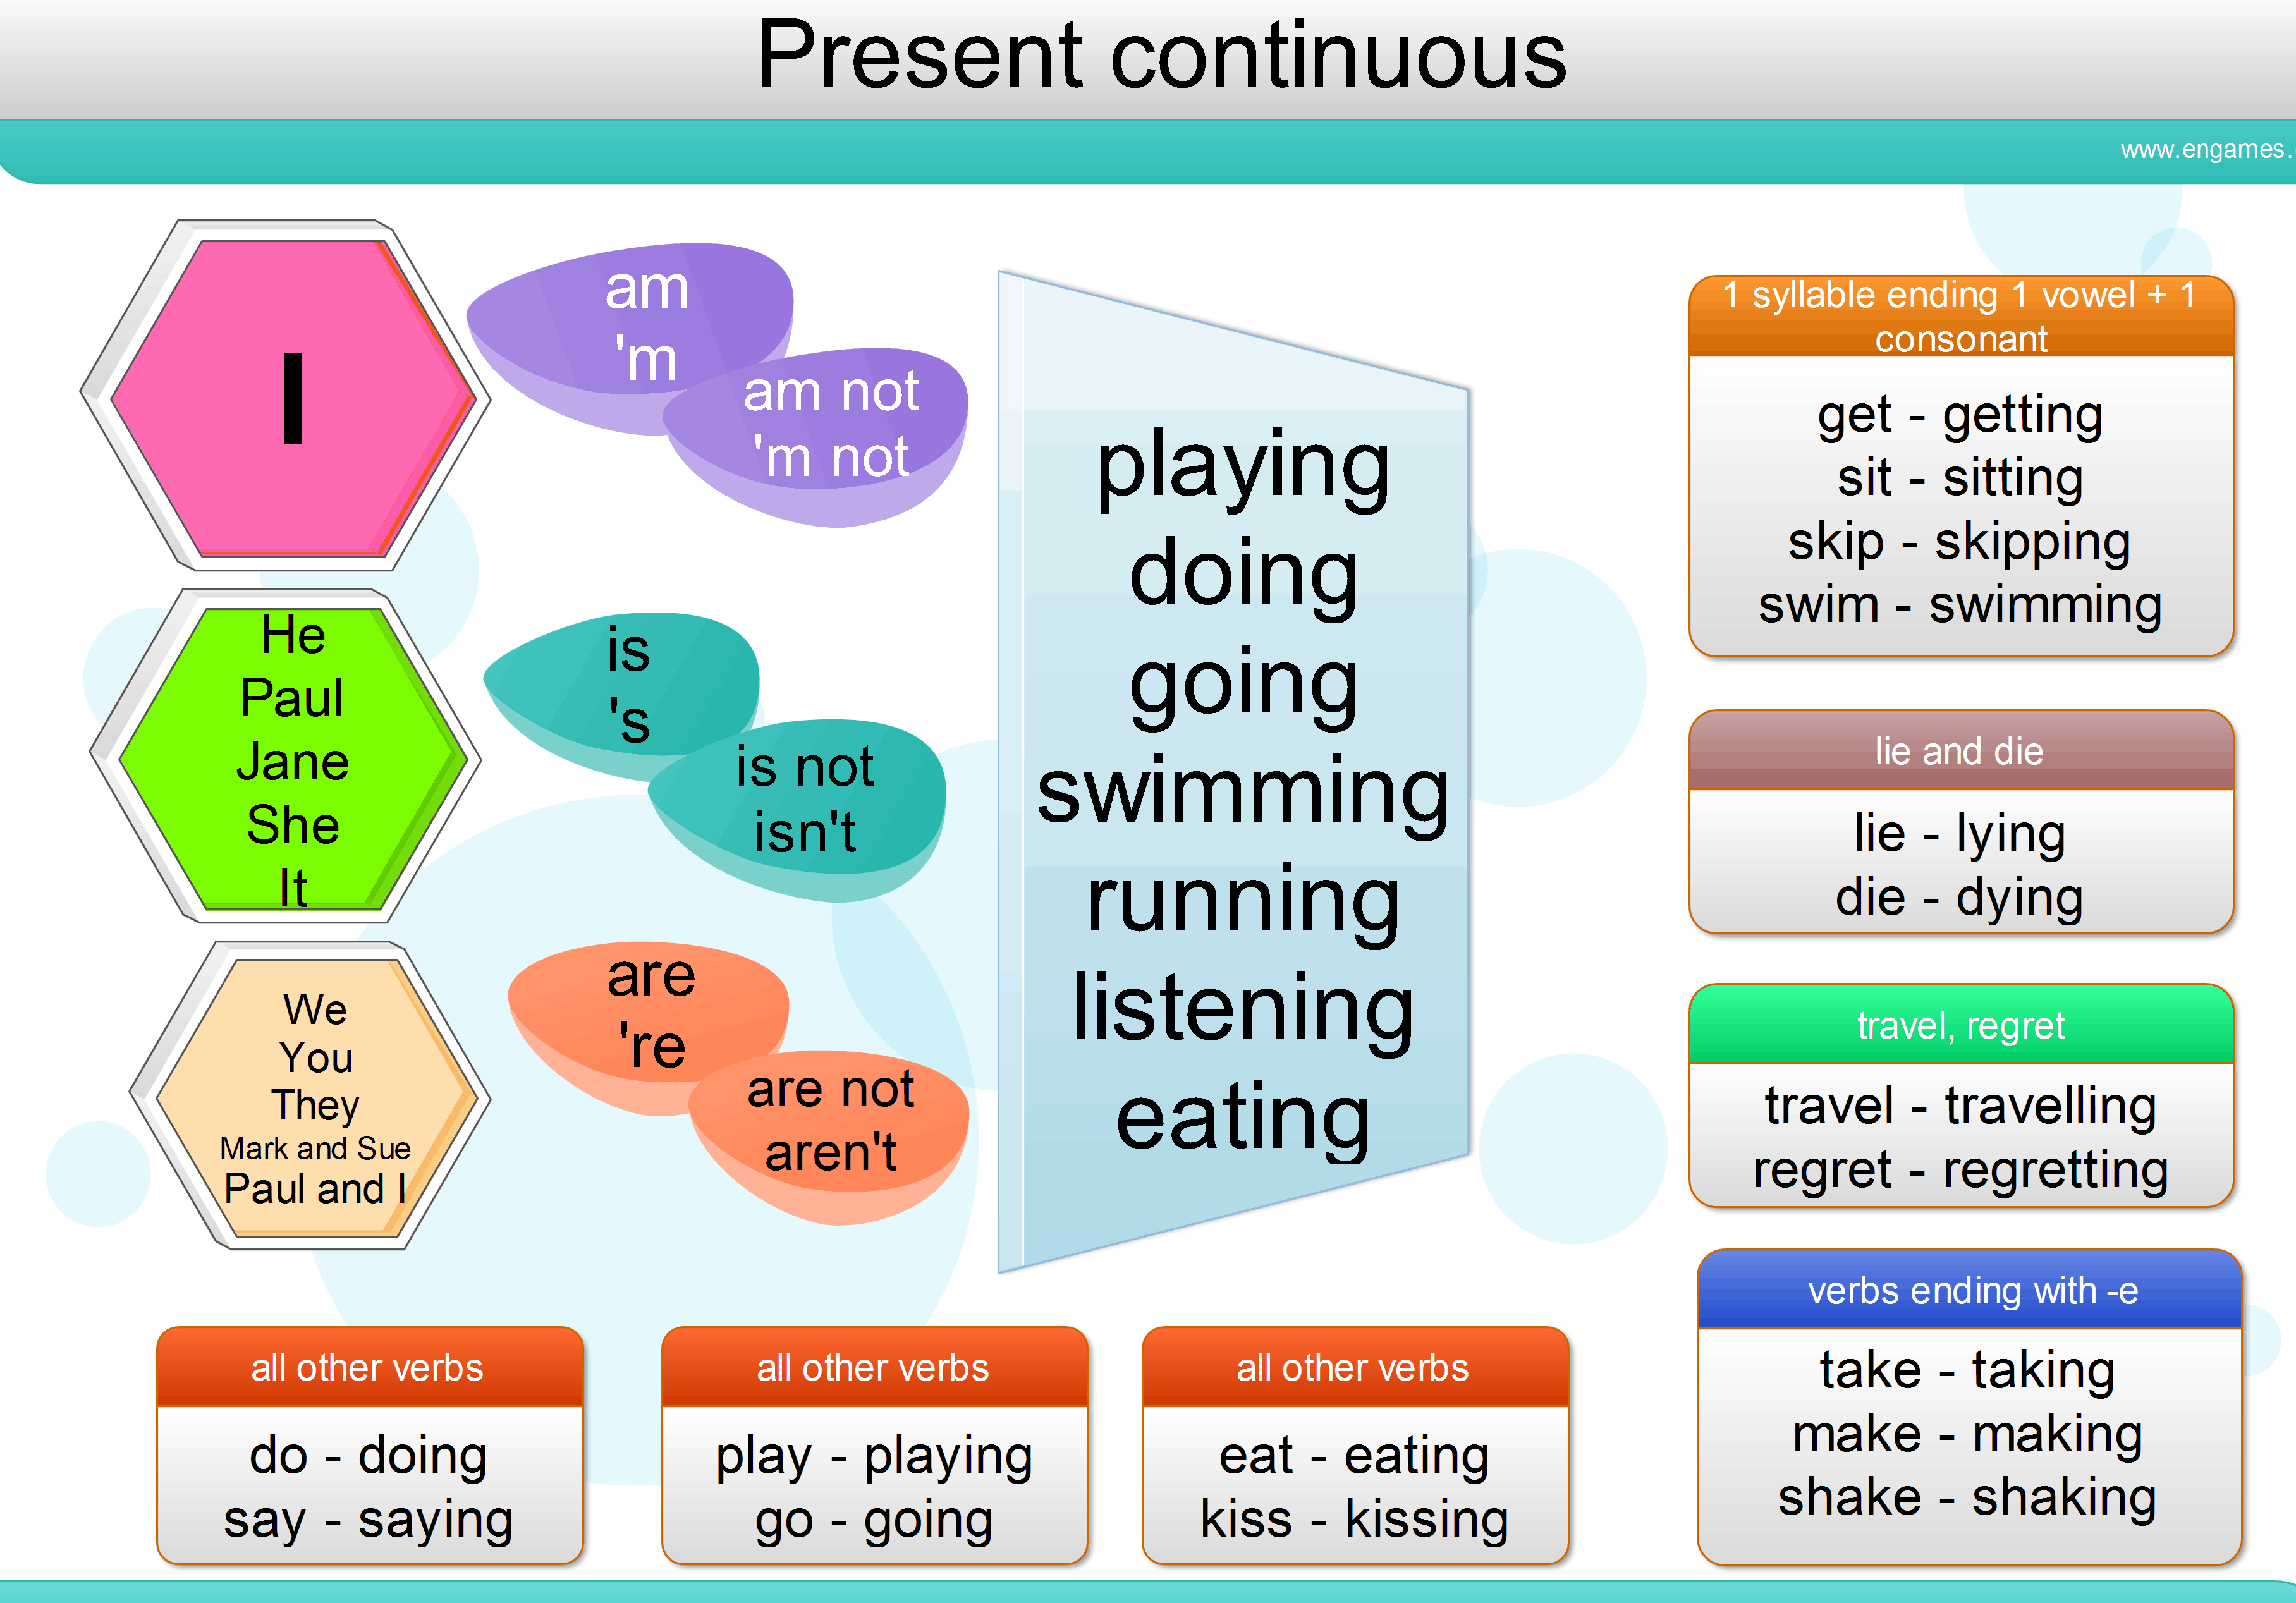 Present continuous
www.engames.
I
am
'm
am not
'm not
He
Paul
Jane
She
It
is
's
is not
isn't
We
You
They
Mark and Sue
Paul and I
are
're
are not
aren't
playing
doing
going
swimming
running
listening
eating
1 syllable ending 1 vowel + 1
consonant
get - getting
sit - sitting
skip - skipping
swim - swimming
lie and die
lie - lying
die - dying
travel, regret
travel - travelling
regret - regretting
verbs ending with -e
take - taking
make - making
shake - shaking
all other verbs
do - doing
say - saying
all other verbs
play - playing
go - going
all other verbs
eat - eating
kiss - kissing